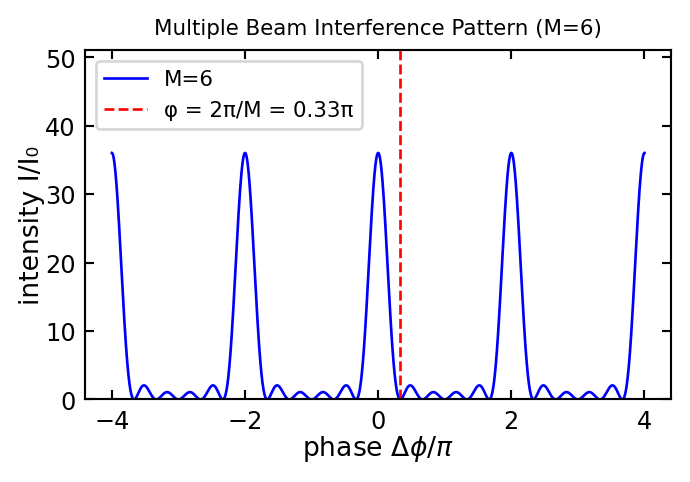 Multiple Beam Interference Pattern (M=6)
M=6
φ = 2π/M = 0.33π
intensity I/I₀
50
40
30
20
10
0
−4
−2
0
2
4
phase Δϕ/π